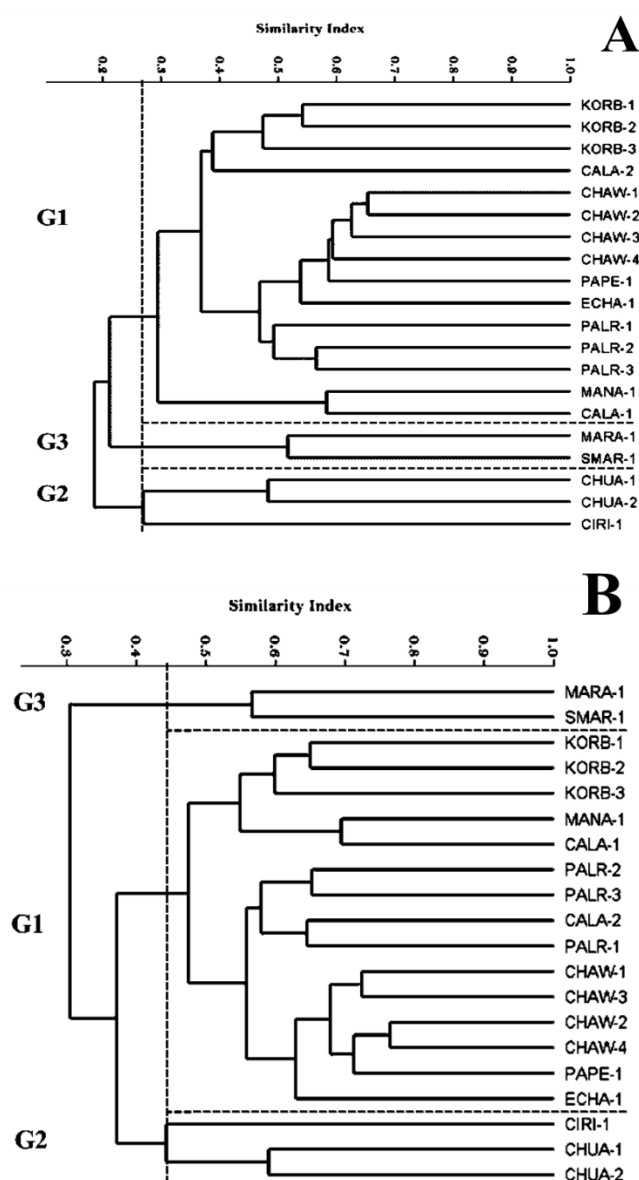 Similarity Index
A
0.2 0.3 0.4 0.5 0.6 0.7 0.8 0.9 1.0
KORB-1
KORB-2
KORB-3
CALA-2
CHAW-1
G1
CHAW-2
CHAW-3
CHAW-4
PAPE-1
ECHA-1
PALR-1
PALR-2
PALR-3
MANA-1
CALA-1
G3
MARA-1
SMAR-1
CHUA-1
G2
CHUA-2
CIRI-1
B
Similarity Index
0.3 0.4 0.5 0.6 0.7 0.8 0.9 1.0
G3
MARA-1
SMAR-1
KORB-1
KORB-2
KORB-3
MANA-1
CALA-1
PALR-2
PALR-3
G1
CALA-2
PALR-1
CHAW-1
CHAW-3
CHAW-2
CHAW-4
PAPE-1
ECHA-1
CIRI-1
G2
CHUA-1
CHUA-2